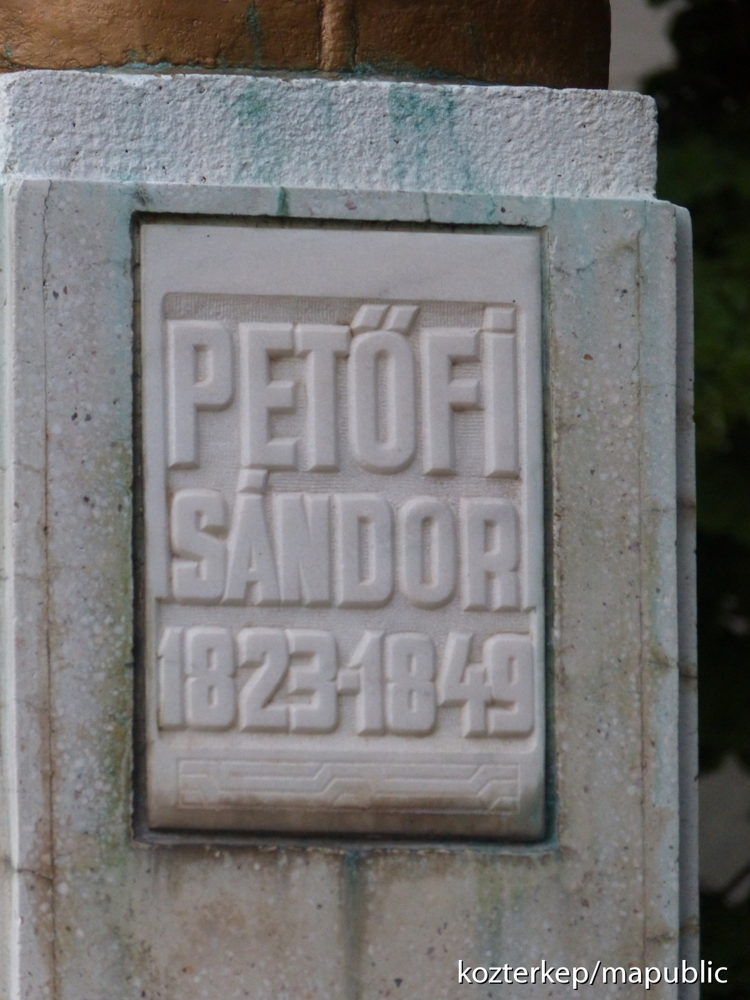 PETŐFI
SÁNDOR
1823-1849
kozterkep/mapublic